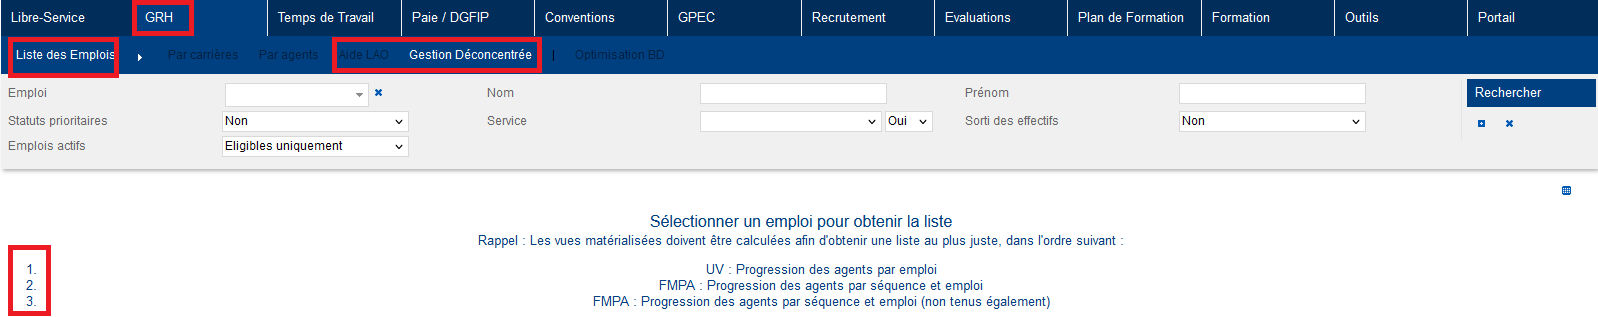 Libre-Service GRH Temps de Travail Paie / DGFIP Conventions GPEC Recrutement Evaluations Plan de Formation Formation Outils Portail
Liste des Emplois Par carrières Par agents Aide LAO Gestion Déconcentrée | Optimisation BD
Emploi Nom Prénom Rechercher
Statuts prioritaires Non Service Oui Sorti des effectifs Non
Emplois actifs Eligibles uniquement
Sélectionner un emploi pour obtenir la liste
Rappel : Les vues matérialisées doivent être calculées afin d'obtenir une liste au plus juste, dans l'ordre suivant :
1. UV : Progression des agents par emploi
2. FMPA : Progression des agents par séquence et emploi
3. FMPA : Progression des agents par séquence et emploi (non tenus également)